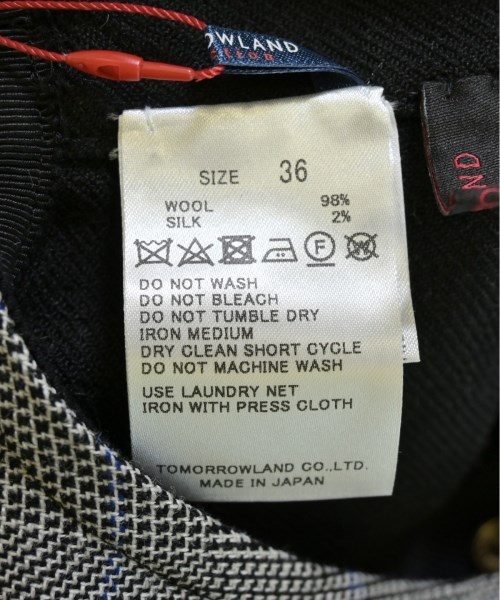 OWLAND
SIZE 36
WOOL 98%
SILK 2%
F
W
DO NOT WASH
DO NOT BLEACH
DO NOT TUMBLE DRY
IRON MEDIUM
DRY CLEAN SHORT CYCLE
DO NOT MACHINE WASH
USE LAUNDRY NET
IRON WITH PRESS CLOTH
TOMORROWLAND CO.,LTD.
MADE IN JAPAN
ND